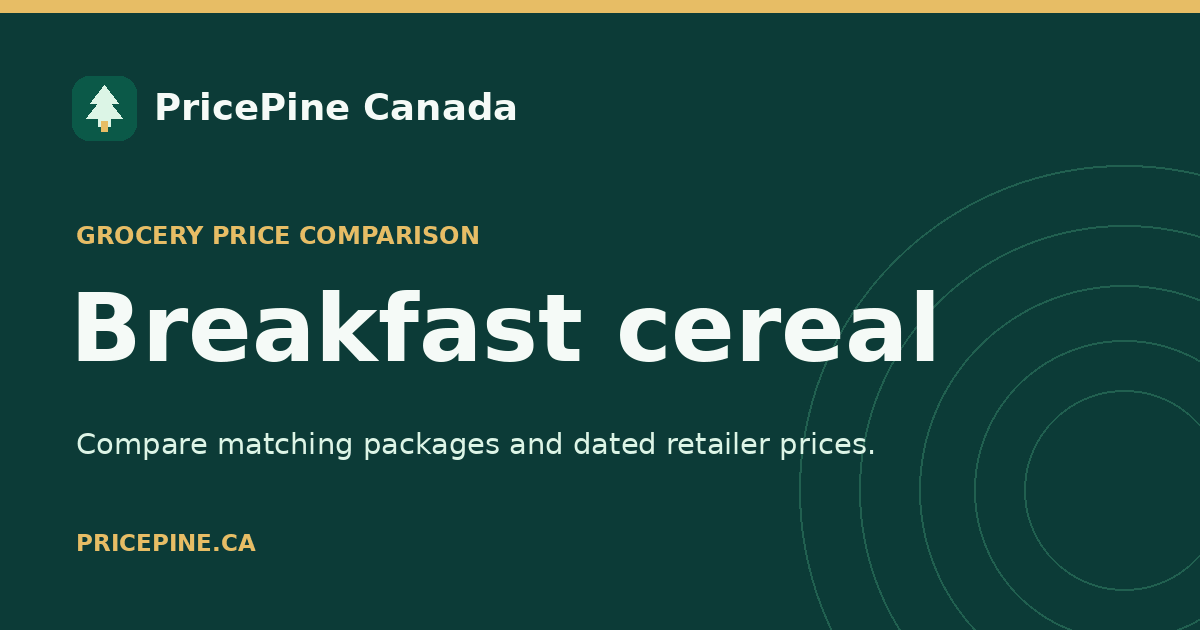 PricePine Canada
GROCERY PRICE COMPARISON
Breakfast cereal
Compare matching packages and dated retailer prices.
PRICEPINE.CA